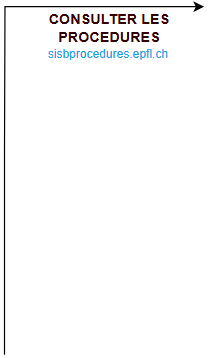 CONSULTER LES
PROCEDURES
sisbprocedures.epfl.ch